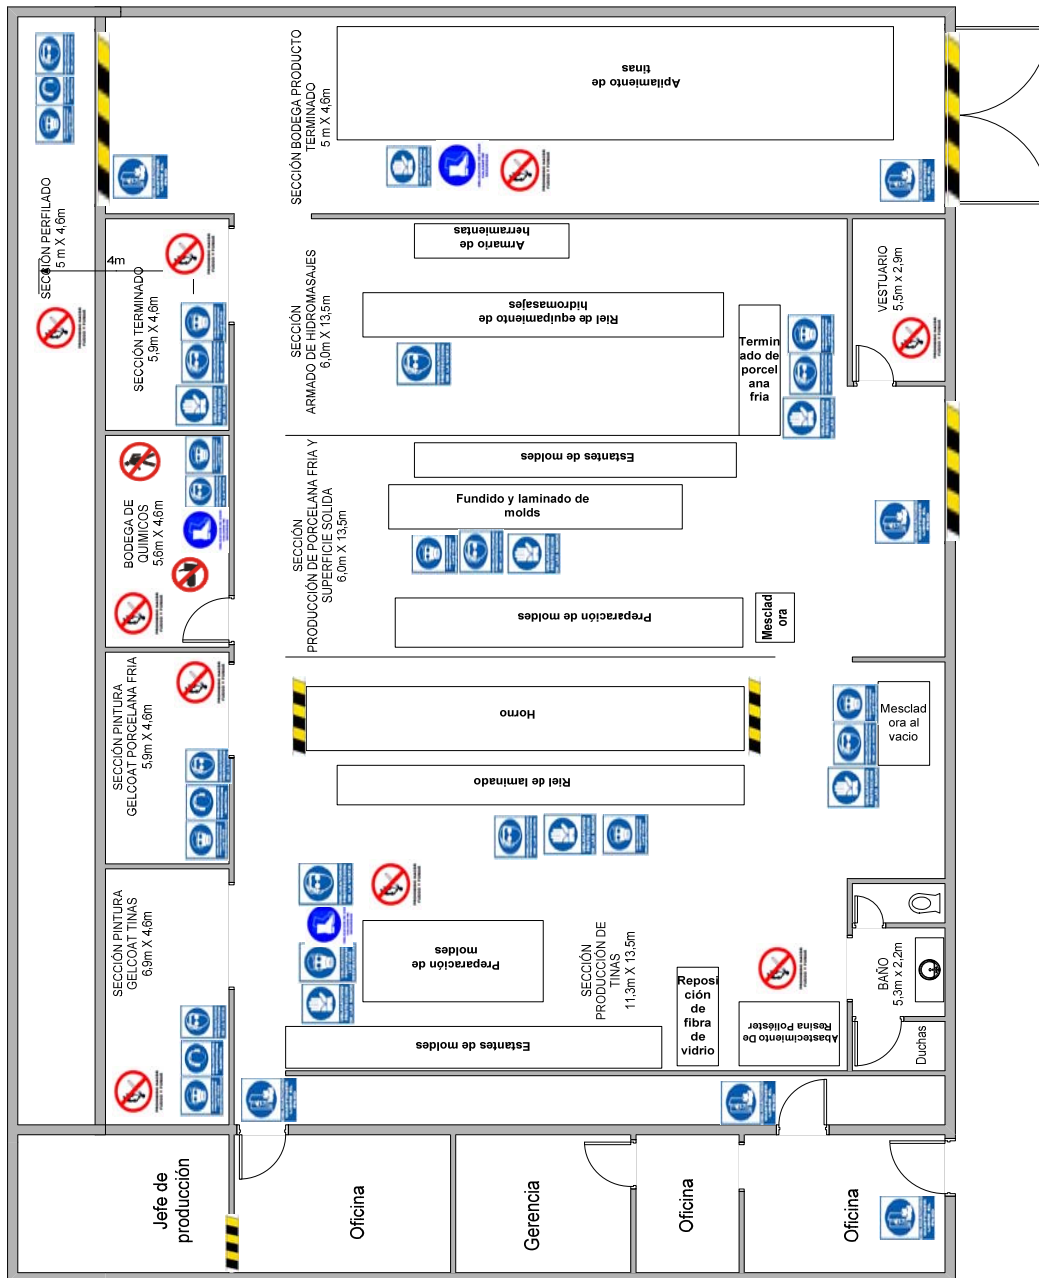 SECCIÓN PERFILADO
5 m X 4,6m
4m
SECCIÓN BODEGA PRODUCTO
TERMINADO
5 m X 4,6m
Apilamiento de
tinas
SECCIÓN TERMINADO
5,9m X 4,6m
SECCIÓN
ARMADO DE HIDROMASAJES
6,0m X 13,5m
Armario de
herramientas
Riel de equipamiento de
hidromasajes
Termin
ado de
porcel
ana
fria
VESTUARIO
5,5m x 2,9m
BODEGA DE
QUIMICOS
5,6m X 4,6m
SECCIÓN
PRODUCCIÓN DE PORCELANA FRIA Y
SUPERFICIE SOLIDA
6,0m X 13,5m
Estantes de moldes
Fundido y laminado de
molds
Preparación de moldes
Mesclad
ora
SECCIÓN PINTURA
GELCOAT PORCELANA FRIA
5,9m X 4,6m
Horno
Riel de laminado
Mesclad
ora al
vacio
SECCIÓN PINTURA
GELCOAT TINAS
6,9m X 4,6m
Preparación de
moldes
SECCIÓN
PRODUCCIÓN DE
TINAS
11,3m X 13,5m
Estantes de moldes
Reposi
ción
de
fibra
de
vidrio
Abastecimiento De
Resina Poliéster
BAÑO
5,3m x 2,2m
Duchas
Jefe de
producción
Oficina
Gerencia
Oficina
Oficina